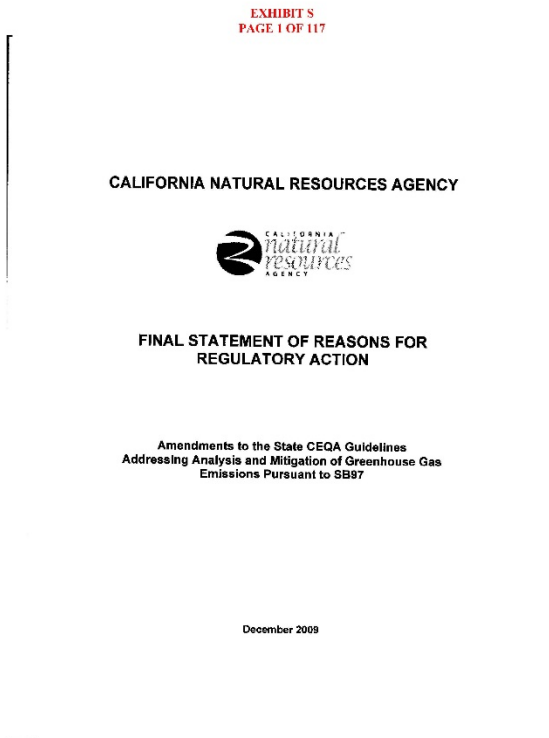 EXHIBIT S
PAGE 1 OF 117
CALIFORNIA NATURAL RESOURCES AGENCY
CALIFORNIA
natural
resources
AGENCY
FINAL STATEMENT OF REASONS FOR
REGULATORY ACTION
Amendments to the State CEQA Guidelines
Addressing Analysis and Mitigation of Greenhouse Gas
Emissions Pursuant to SB97
December 2009